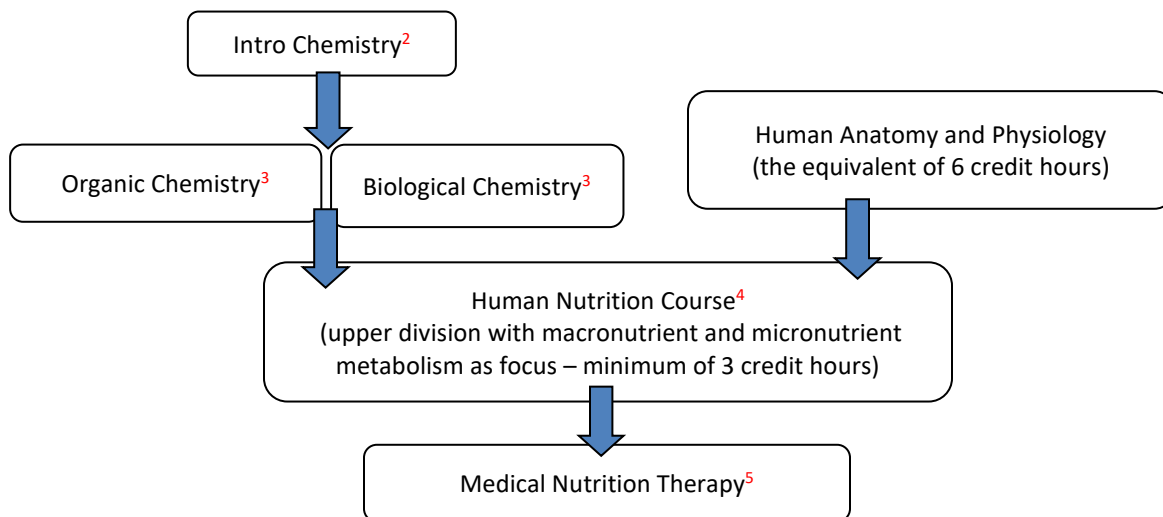 Intro Chemistry2
Human Anatomy and Physiology
(the equivalent of 6 credit hours)
Organic Chemistry3
Biological Chemistry3
Human Nutrition Course4
(upper division with macronutrient and micronutrient
metabolism as focus – minimum of 3 credit hours)
Medical Nutrition Therapy5